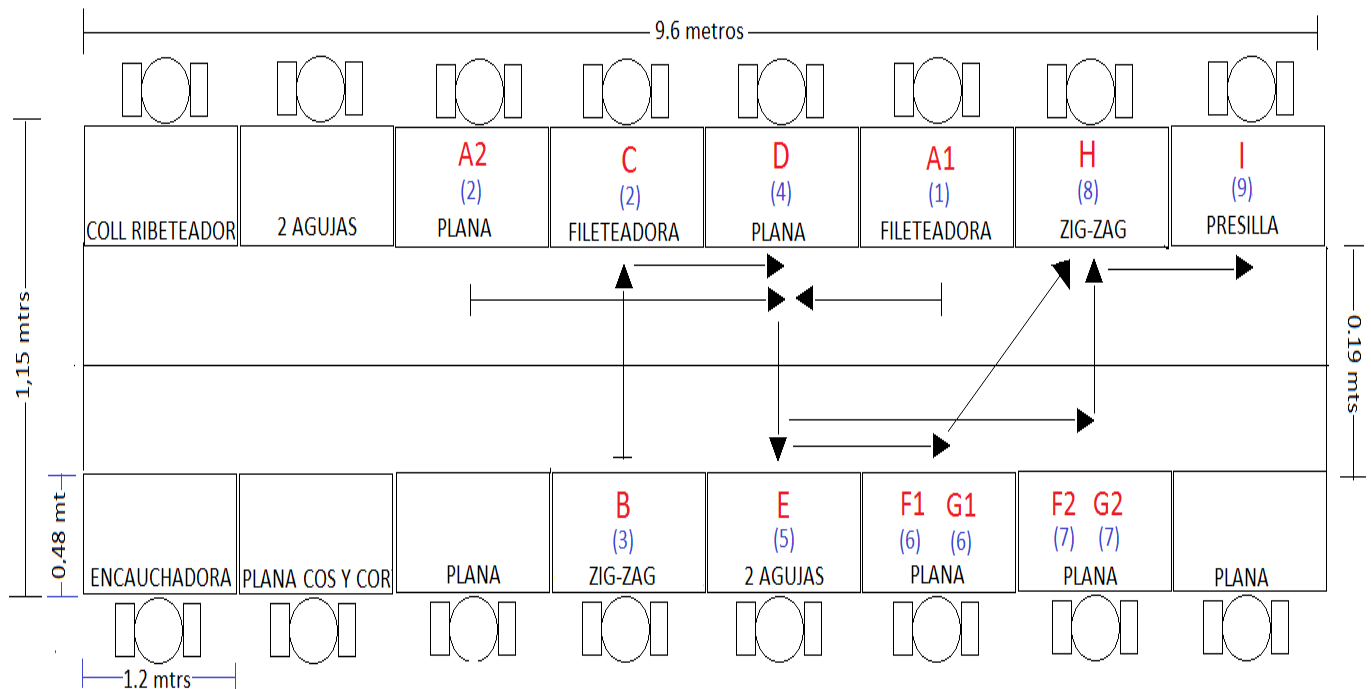 9.6 metros
A2
(2)
PLANA
C
(2)
FILETEADORA
D
(4)
PLANA
A1
(1)
FILETEADORA
H
(8)
ZIG-ZAG
I
(9)
PRESILLA
COLL RIBETEADOR
2 AGUJAS
1,15 mtrs
0.19 mts
0,48 mt
ENCAUCHADORA
PLANA COS Y COR
PLANA
B
(3)
ZIG-ZAG
E
(5)
2 AGUJAS
F1 G1
(6) (6)
PLANA
F2 G2
(7) (7)
PLANA
PLANA
1.2 mtrs